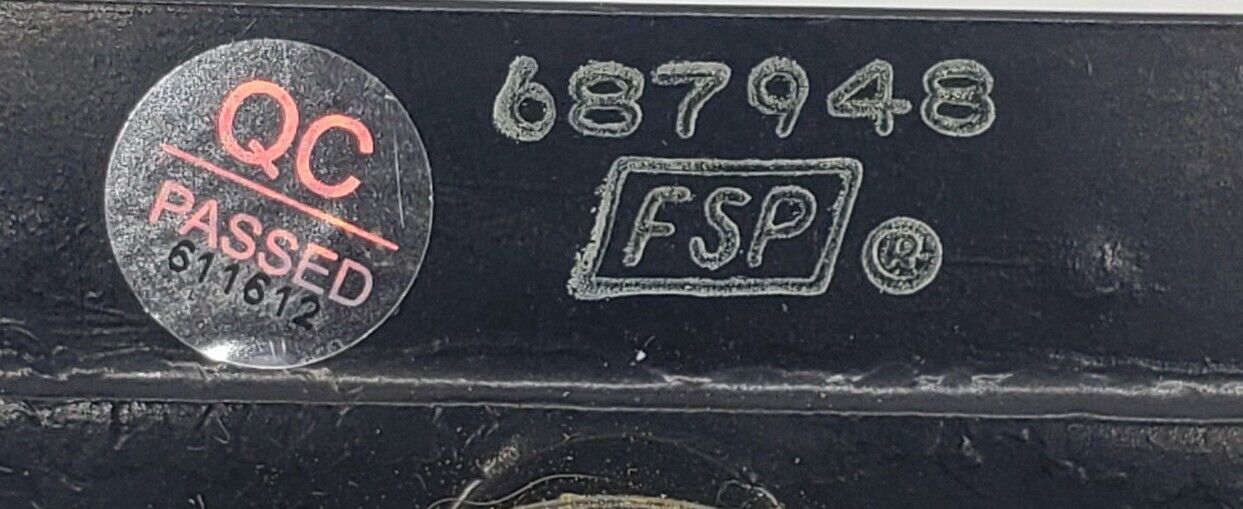 QC
PASSED
611612
687948
FSP ®